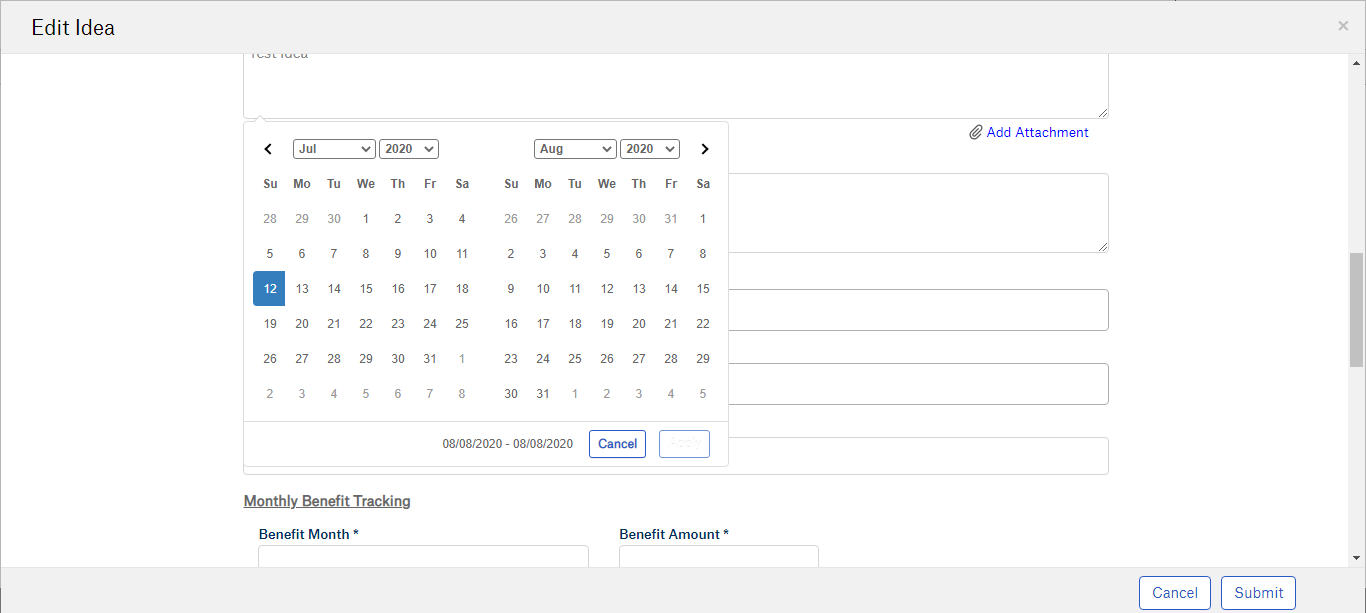 Edit Idea
×
Test Idea
Add Attachment
Jul 2020 Aug 2020
Su Mo Tu We Th Fr Sa Su Mo Tu We Th Fr Sa
28 29 30 1 2 3 4 26 27 28 29 30 31 1
5 6 7 8 9 10 11 2 3 4 5 6 7 8
12 13 14 15 16 17 18 9 10 11 12 13 14 15
19 20 21 22 23 24 25 16 17 18 19 20 21 22
26 27 28 29 30 31 1 23 24 25 26 27 28 29
2 3 4 5 6 7 8 30 31 1 2 3 4 5
08/08/2020 - 08/08/2020 Cancel Apply
Monthly Benefit Tracking
Benefit Month * Benefit Amount *
Cancel Submit